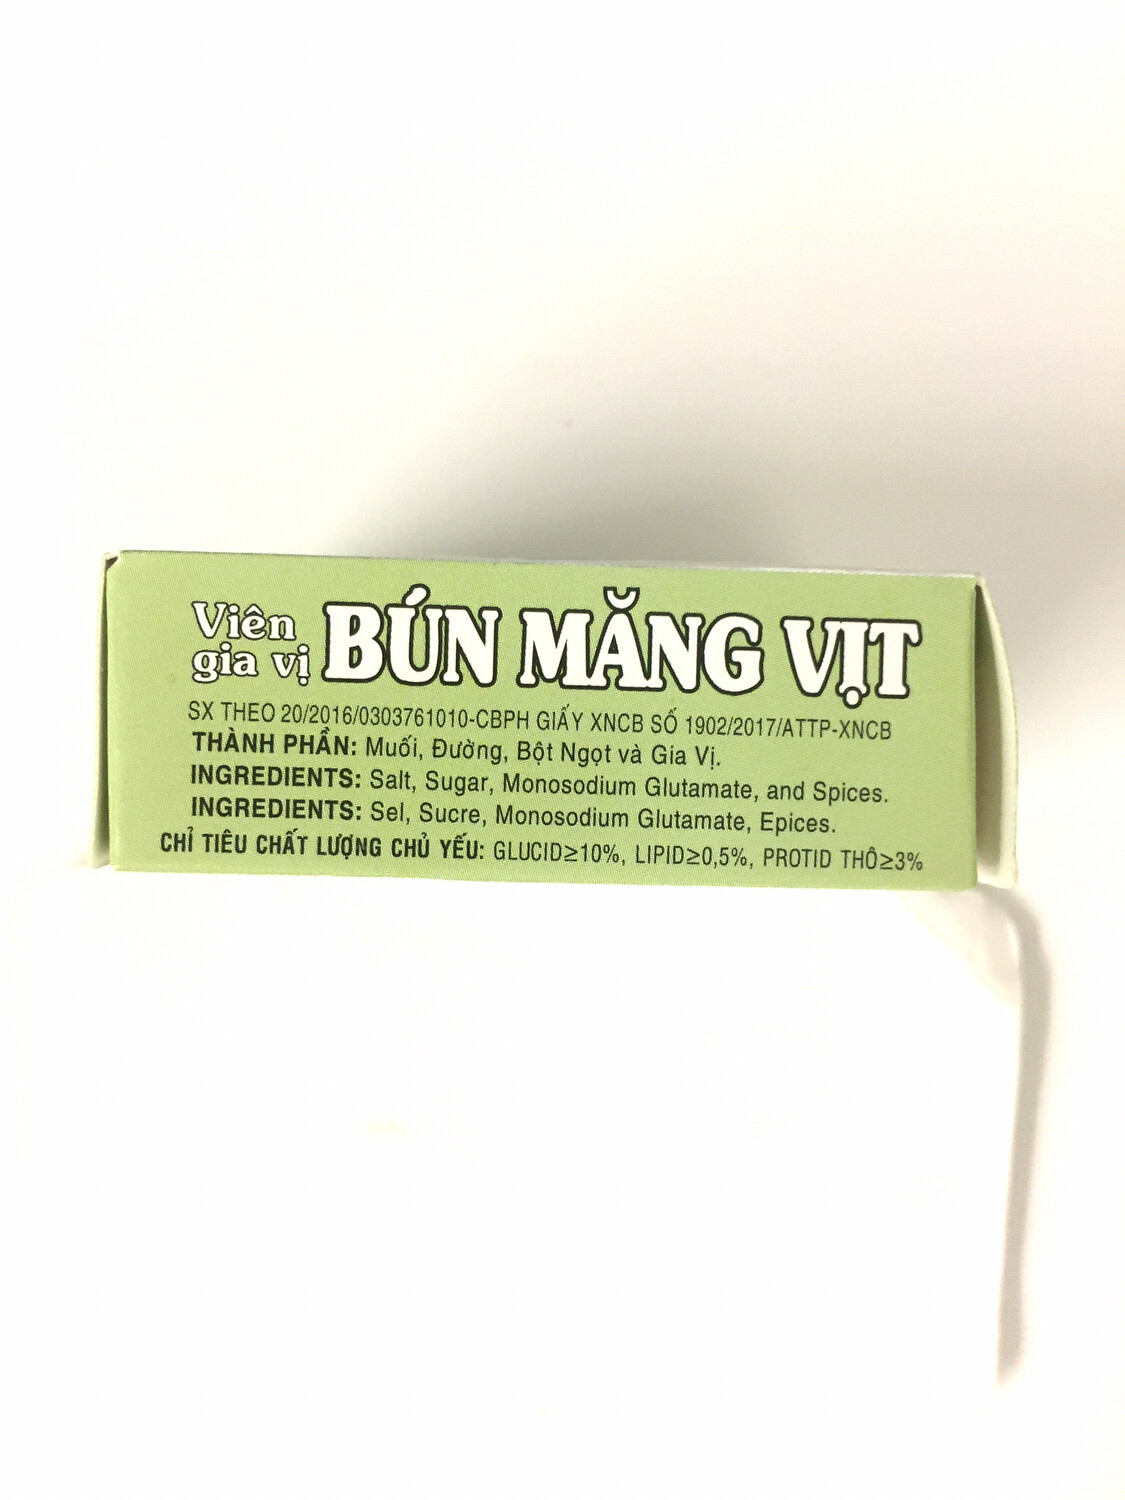 Viên gia vị BÚN MĂNG VỊT
SX THEO 20/2016/0303761010-CBPH GIẤY XNCB SỐ 1902/2017/ATTP-XNCB
THÀNH PHẦN: Muối, Đường, Bột Ngọt và Gia Vị.
INGREDIENTS: Salt, Sugar, Monosodium Glutamate, and Spices.
INGREDIENTS: Sel, Sucre, Monosodium Glutamate, Epices.
CHỈ TIÊU CHẤT LƯỢNG CHỦ YẾU: GLUCID≥10%, LIPID≥0,5%, PROTID THÔ≥3%